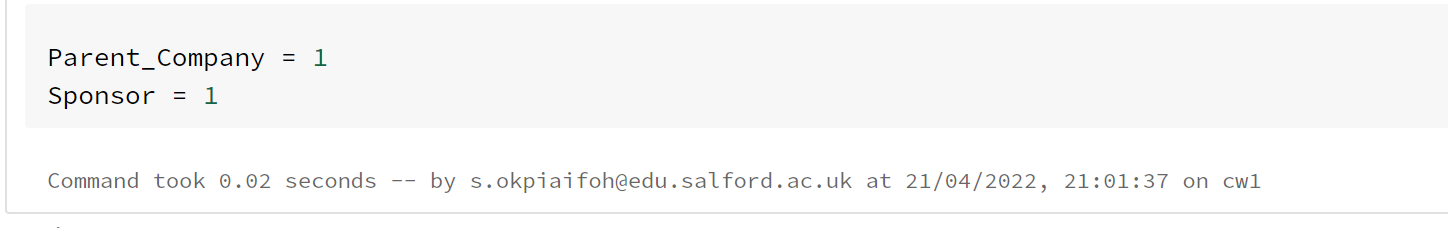 Parent_Company = 1
Sponsor = 1
Command took 0.02 seconds -- by s.okpiaifoh@edu.salford.ac.uk at 21/04/2022, 21:01:37 on cw1